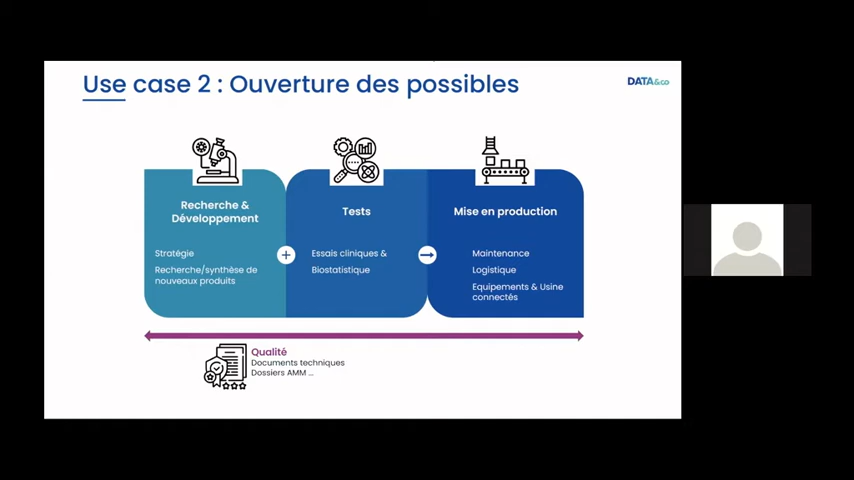 Use case 2 : Ouverture des possibles
DATA&co
Recherche &
Développement
Stratégie
Recherche/synthèse de
nouveaux produits
Tests
Essais cliniques &
Biostatistique
Mise en production
Maintenance
Logistique
Equipements & Usine
connectés
Qualité
Documents techniques
Dossiers AMM ...